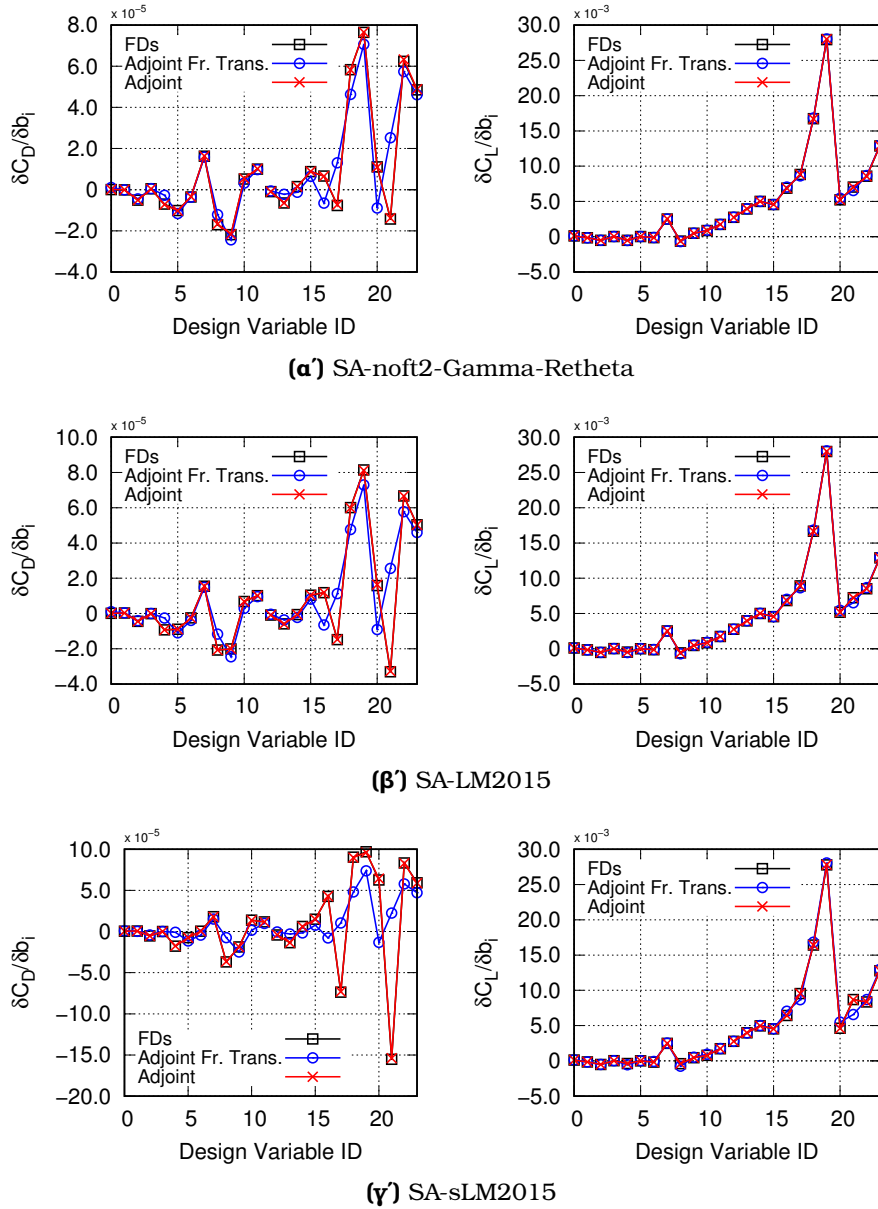 x 10⁻⁵
8.0
6.0
4.0
2.0
0.0
−2.0
−4.0
0 5 10 15 20
δC_D/δb_i
Design Variable ID
FDs
Adjoint Fr. Trans.
Adjoint
x 10⁻³
30.0
25.0
20.0
15.0
10.0
5.0
0.0
−5.0
0 5 10 15 20
δC_L/δb_i
Design Variable ID
FDs
Adjoint Fr. Trans.
Adjoint
(α′) SA-noft2-Gamma-Retheta
x 10⁻⁵
10.0
8.0
6.0
4.0
2.0
0.0
−2.0
−4.0
0 5 10 15 20
δC_D/δb_i
Design Variable ID
FDs
Adjoint Fr. Trans.
Adjoint
x 10⁻³
30.0
25.0
20.0
15.0
10.0
5.0
0.0
−5.0
0 5 10 15 20
δC_L/δb_i
Design Variable ID
FDs
Adjoint Fr. Trans.
Adjoint
(β′) SA-LM2015
x 10⁻⁵
10.0
5.0
0.0
−5.0
−10.0
−15.0
−20.0
0 5 10 15 20
δC_D/δb_i
Design Variable ID
FDs
Adjoint Fr. Trans.
Adjoint
x 10⁻³
30.0
25.0
20.0
15.0
10.0
5.0
0.0
−5.0
0 5 10 15 20
δC_L/δb_i
Design Variable ID
FDs
Adjoint Fr. Trans.
Adjoint
(γ′) SA-sLM2015